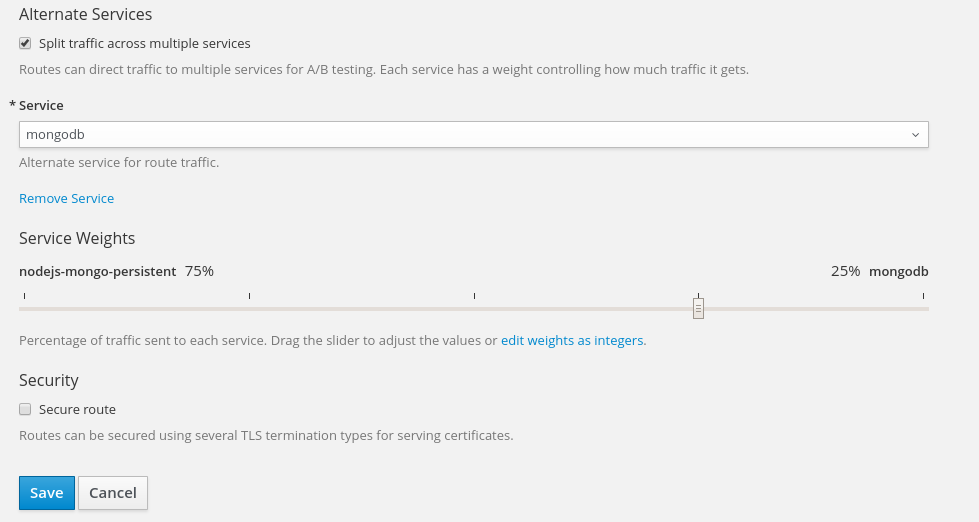 Alternate Services
Split traffic across multiple services
Routes can direct traffic to multiple services for A/B testing. Each service has a weight controlling how much traffic it gets.
* Service
mongodb
Alternate service for route traffic.
Remove Service
Service Weights
nodejs-mongo-persistent 75% 25% mongodb
Percentage of traffic sent to each service. Drag the slider to adjust the values or edit weights as integers.
Security
Secure route
Routes can be secured using several TLS termination types for serving certificates.
Save Cancel